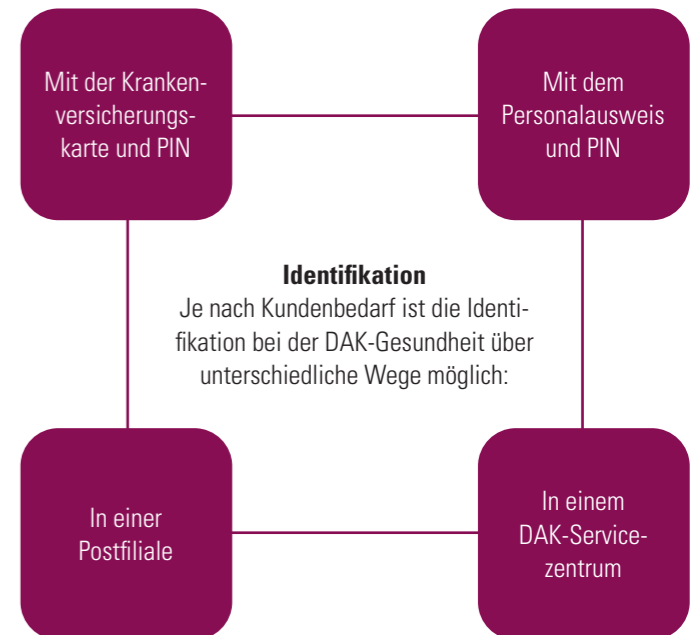 Mit der Kranken-
versicherungs-
karte und PIN
Mit dem
Personalausweis
und PIN
Identifikation
Je nach Kundenbedarf ist die Identi-
fikation bei der DAK-Gesundheit über
unterschiedliche Wege möglich:
In einer
Postfiliale
In einem
DAK-Service-
zentrum